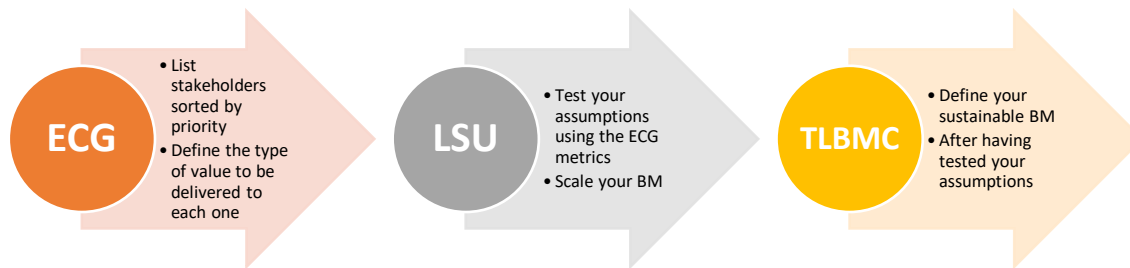 ECG
• List
stakeholders
sorted by
priority
• Define the type
of value to be
delivered to
each one
LSU
• Test your
assumptions
using the ECG
metrics
• Scale your BM
TLBMC
• Define your
sustainable BM
• After having
tested your
assumptions